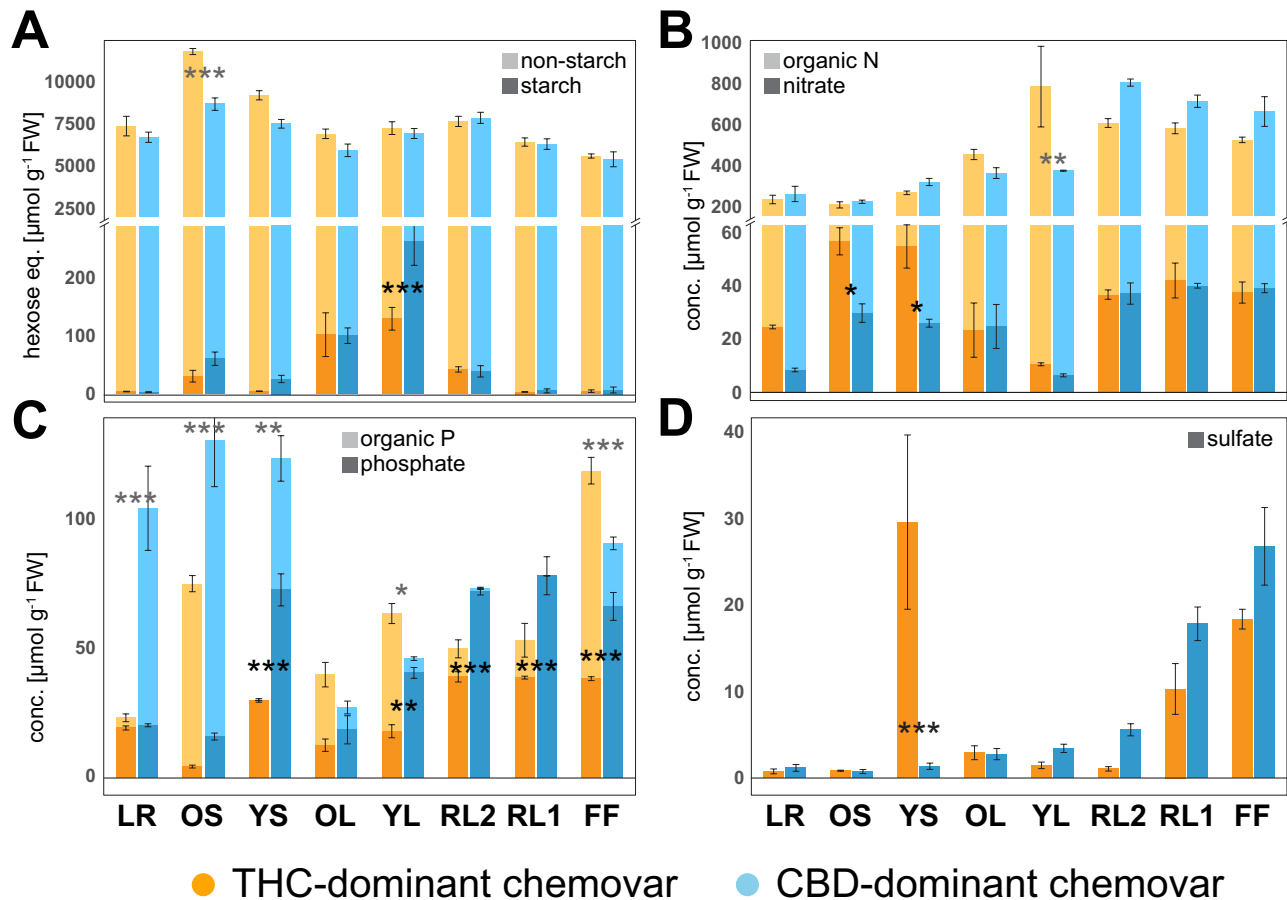 A
non-starch
starch
hexose eq. [µmol g⁻¹ FW]
10000
7500
5000
2500
200
100
0
***
***
B
organic N
nitrate
conc. [µmol g⁻¹ FW]
1000
800
600
400
200
60
40
20
0
**
*
*
C
organic P
phosphate
conc. [µmol g⁻¹ FW]
100
50
0
***
***
**
***
*
***
**
***
***
***
LR OS YS OL YL RL2 RL1 FF
D
sulfate
conc. [µmol g⁻¹ FW]
40
30
20
10
0
***
LR OS YS OL YL RL2 RL1 FF
THC-dominant chemovar
CBD-dominant chemovar